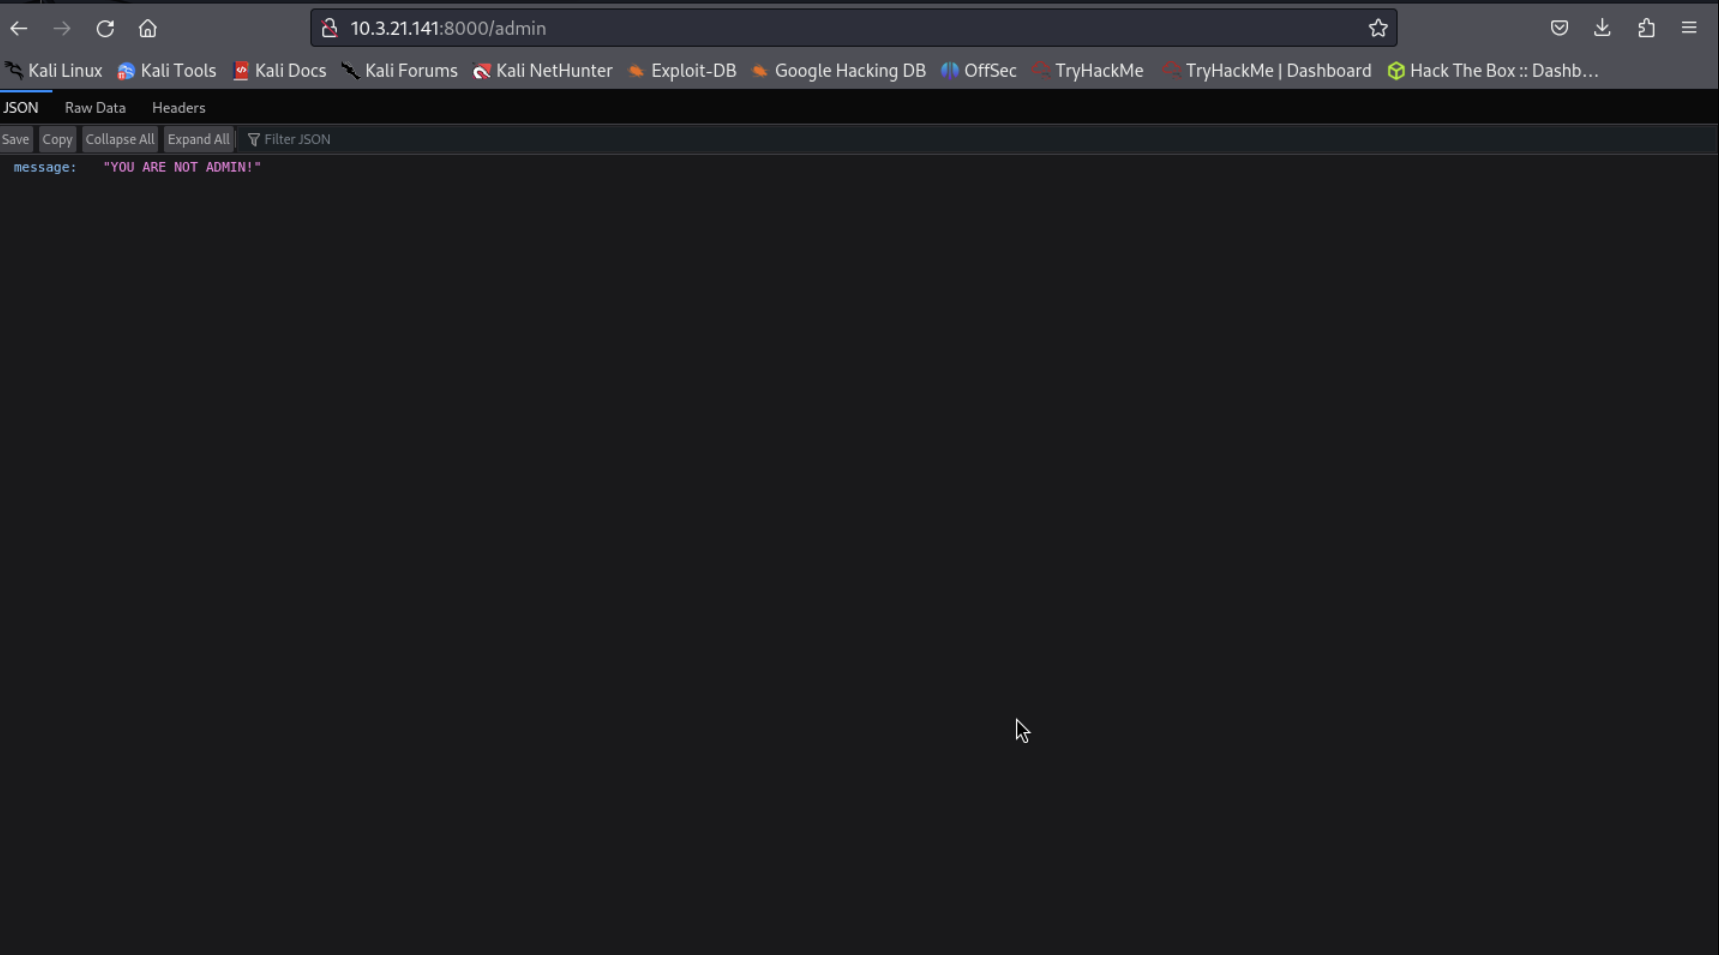 10.3.21.141:8000/admin
Kali Linux Kali Tools Kali Docs Kali Forums Kali NetHunter Exploit-DB Google Hacking DB OffSec TryHackMe TryHackMe | Dashboard Hack The Box :: Dashb…
JSON Raw Data Headers
Save Copy Collapse All Expand All Filter JSON
message: "YOU ARE NOT ADMIN!"